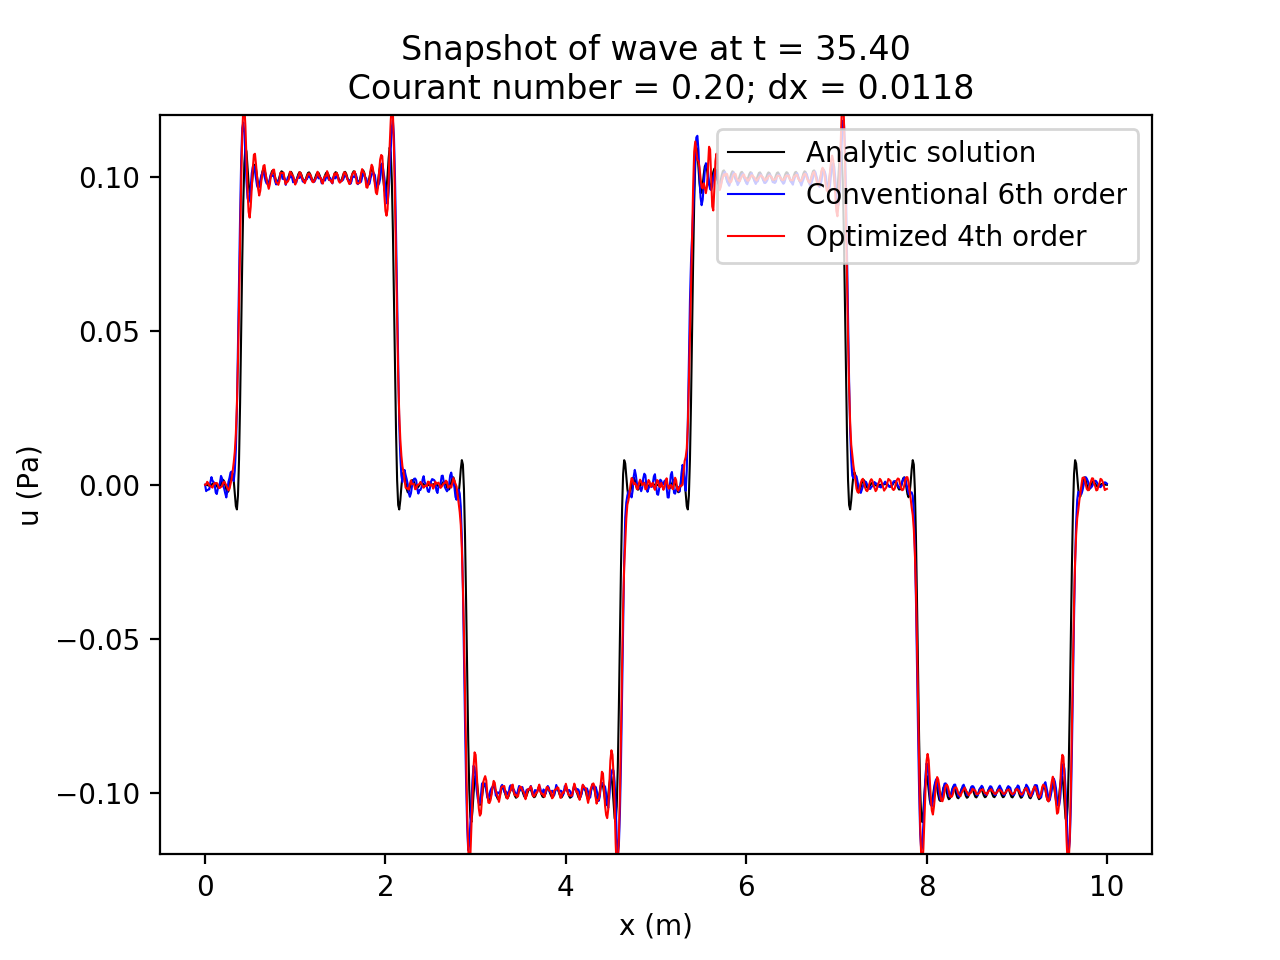 Snapshot of wave at t = 35.40
Courant number = 0.20; dx = 0.0118
Analytic solution
Conventional 6th order
Optimized 4th order
0.10
0.05
0.00
−0.05
−0.10
u (Pa)
0 2 4 6 8 10
x (m)